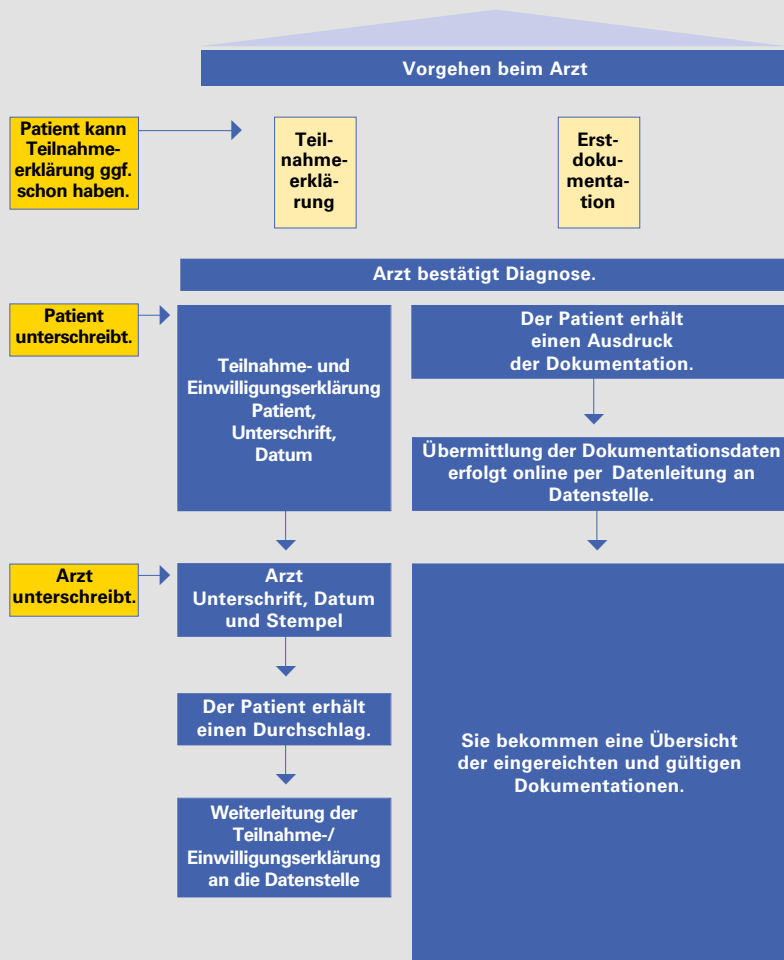 Vorgehen beim Arzt
Patient kann
Teilnahme-
erklärung ggf.
schon haben.
Teil-
nahme-
erklä-
rung
Erst-
doku-
menta-
tion
Arzt bestätigt Diagnose.
Patient
unterschreibt.
Teilnahme- und
Einwilligungserklärung
Patient,
Unterschrift,
Datum
Der Patient erhält
einen Ausdruck
der Dokumentation.
Übermittlung der Dokumentationsdaten
erfolgt online per Datenleitung an
Datenstelle.
Arzt
unterschreibt.
Arzt
Unterschrift, Datum
und Stempel
Der Patient erhält
einen Durchschlag.
Weiterleitung der
Teilnahme-/
Einwilligungserklärung
an die Datenstelle
Sie bekommen eine Übersicht
der eingereichten und gültigen
Dokumentationen.